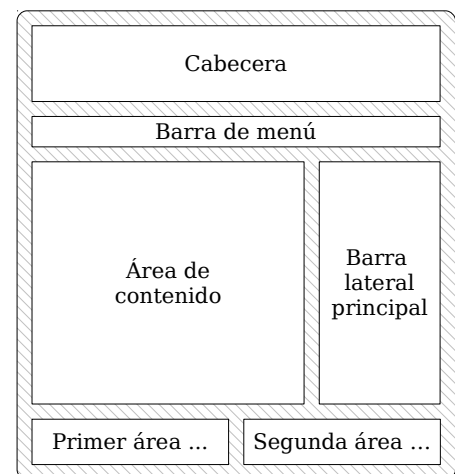 Cabecera
Barra de menú
Área de
contenido
Barra
lateral
principal
Primer área ...
Segunda área ...